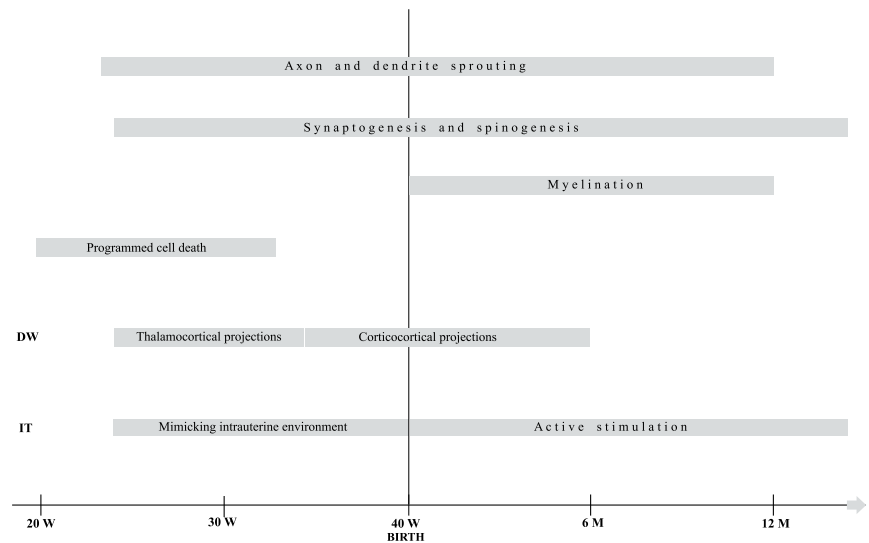 Axon and dendrite sprouting
Synaptogenesis and spinogenesis
Myelination
Programmed cell death
DW Thalamocortical projections Corticocortical projections
IT Mimicking intrauterine environment Active stimulation
20 W 30 W 40 W 6 M 12 M
BIRTH